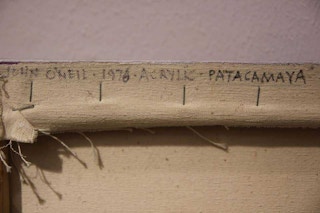 JOHN O'NEIL · 1976 · ACRYLIC - PATACAMAYA"